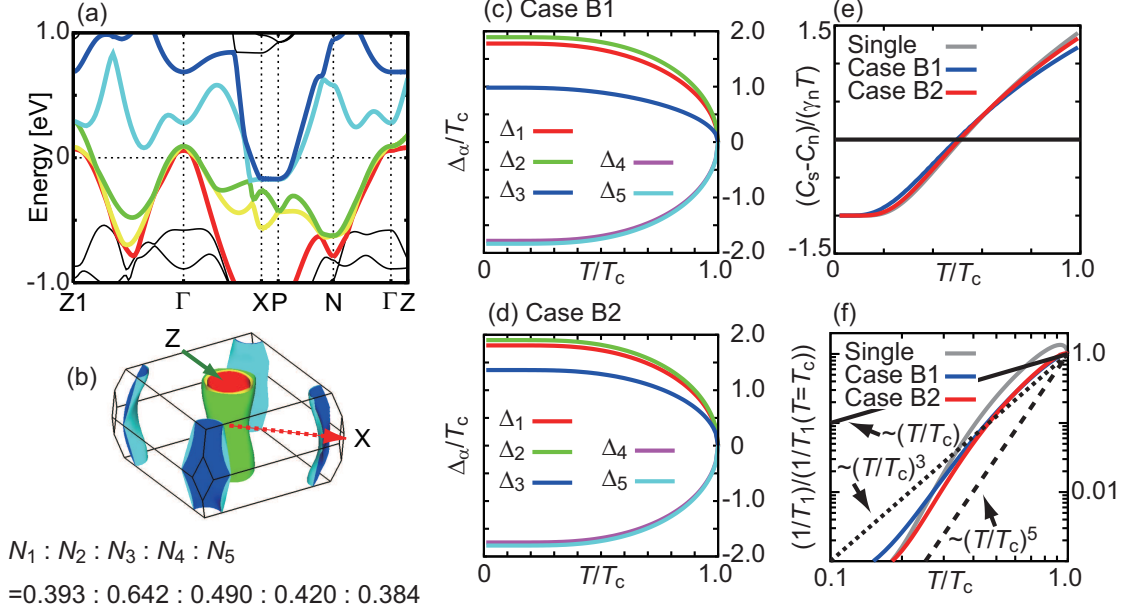 (a)
1.0
0.0
-1.0
Energy [eV]
Z1 Γ X P N Γ Z
(b)
Z
X
N1 : N2 : N3 : N4 : N5
=0.393 : 0.642 : 0.490 : 0.420 : 0.384
(c) Case B1
2.0
1.0
0
-1.0
-2.0
Δα/Tc
Δ1
Δ2 Δ4
Δ3 Δ5
0 T/Tc 1.0
(d) Case B2
2.0
1.0
0
-1.0
-2.0
Δα/Tc
Δ1
Δ2 Δ4
Δ3 Δ5
0 T/Tc 1.0
(e)
1.5
-1.5
(Cs-Cn)/(γnT)
Single
Case B1
Case B2
0 T/Tc 1.0
(f)
(1/T1)/(1/T1(T=Tc))
Single
Case B1
Case B2
1.0
0.01
~(T/Tc)
~(T/Tc)3
~(T/Tc)5
0.1 T/Tc 1.0